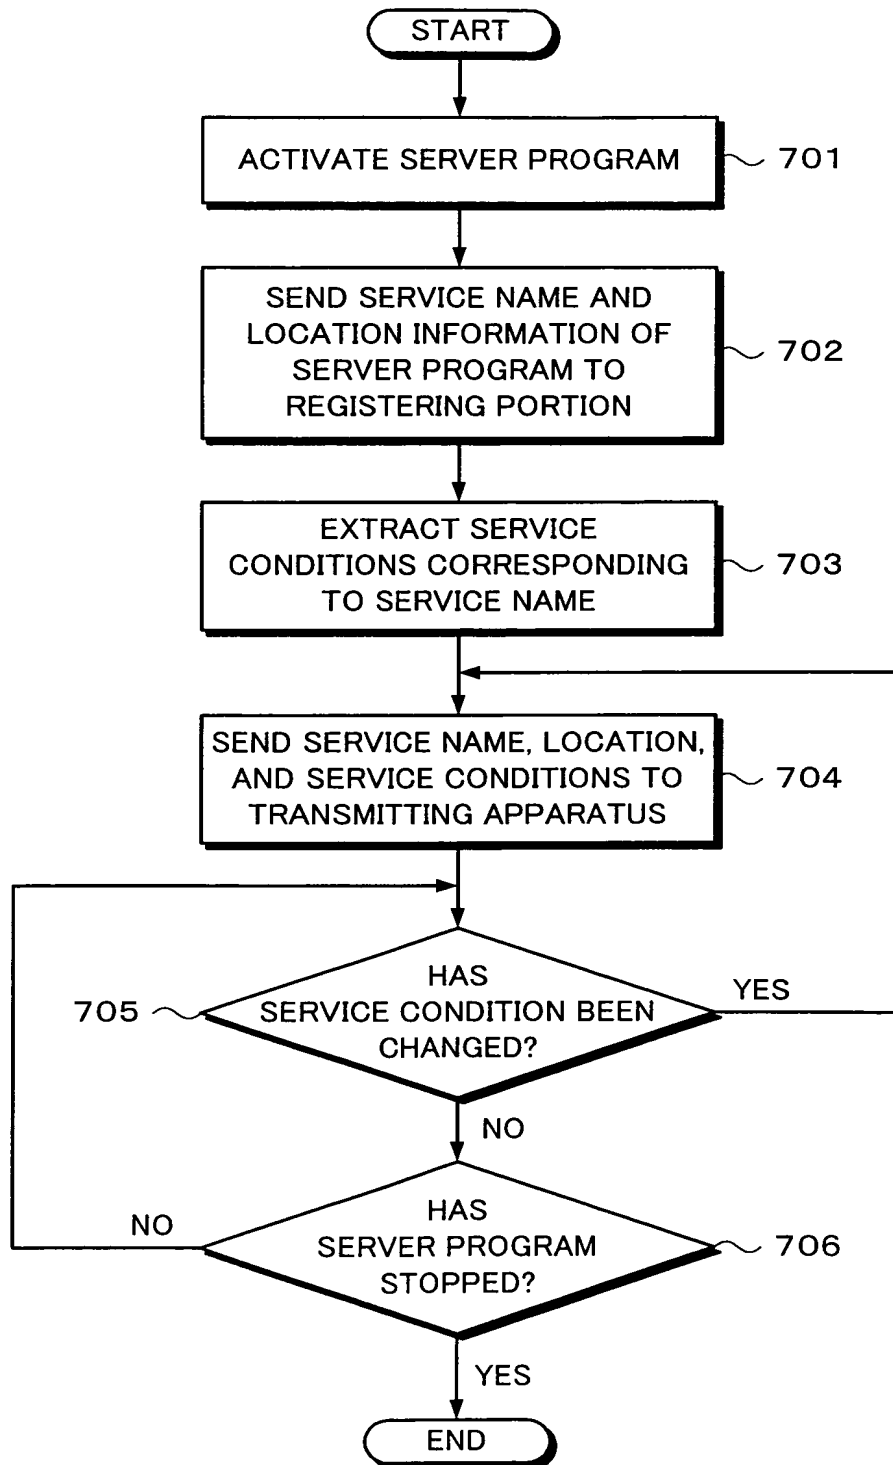 START
ACTIVATE SERVER PROGRAM
701
SEND SERVICE NAME AND
LOCATION INFORMATION OF
SERVER PROGRAM TO
REGISTERING PORTION
702
EXTRACT SERVICE
CONDITIONS CORRESPONDING
TO SERVICE NAME
703
SEND SERVICE NAME, LOCATION,
AND SERVICE CONDITIONS TO
TRANSMITTING APPARATUS
704
HAS
SERVICE CONDITION BEEN
CHANGED?
705
YES
NO
HAS
SERVER PROGRAM
STOPPED?
706
NO
YES
END